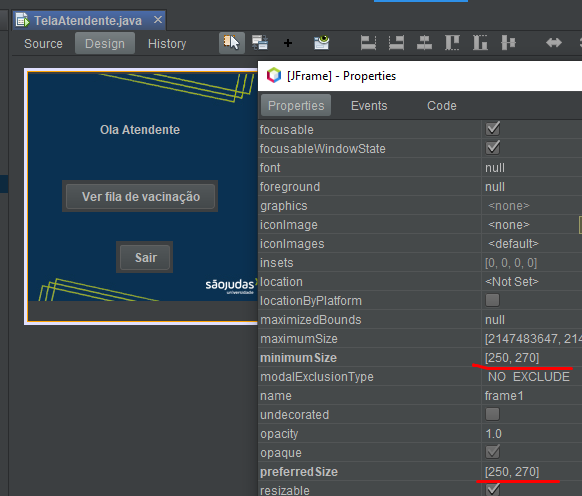 TelaAtendente.java
Source Design History
[JFrame] - Properties
Properties Events Code
Ola Atendente
Ver fila de vacinação
Sair
sãojudas
universidade
focusable
focusableWindowState
font null
foreground null
graphics <none>
iconImage <none>
iconImages <default>
insets [0, 0, 0, 0]
location <Not Set>
locationByPlatform
maximizedBounds null
maximumSize [2147483647, 214
minimumSize [250, 270]
modalExclusionType NO_EXCLUDE
name frame1
undecorated
opacity 1.0
opaque
preferredSize [250, 270]
resizable